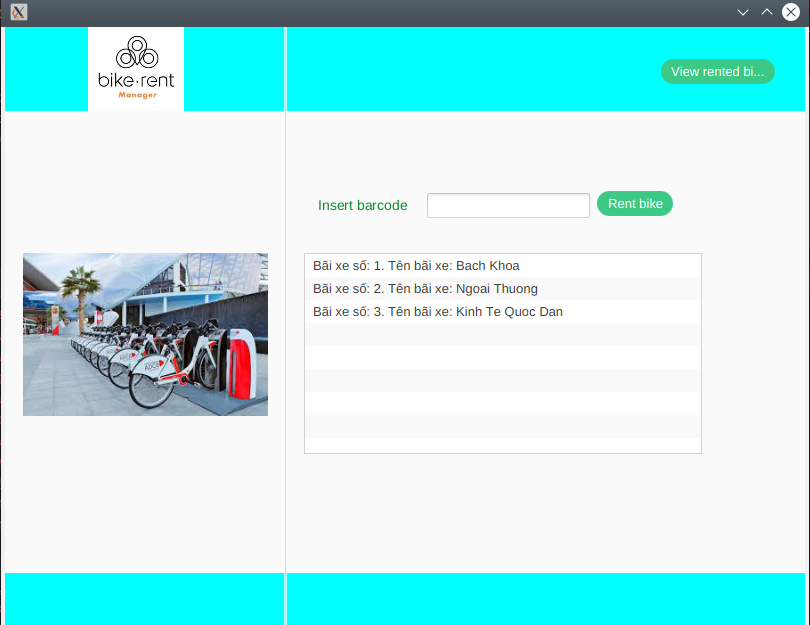 bike·rent
Manager
View rented bi...
Insert barcode
Rent bike
Bãi xe số: 1. Tên bãi xe: Bach Khoa
Bãi xe số: 2. Tên bãi xe: Ngoai Thuong
Bãi xe số: 3. Tên bãi xe: Kinh Te Quoc Dan